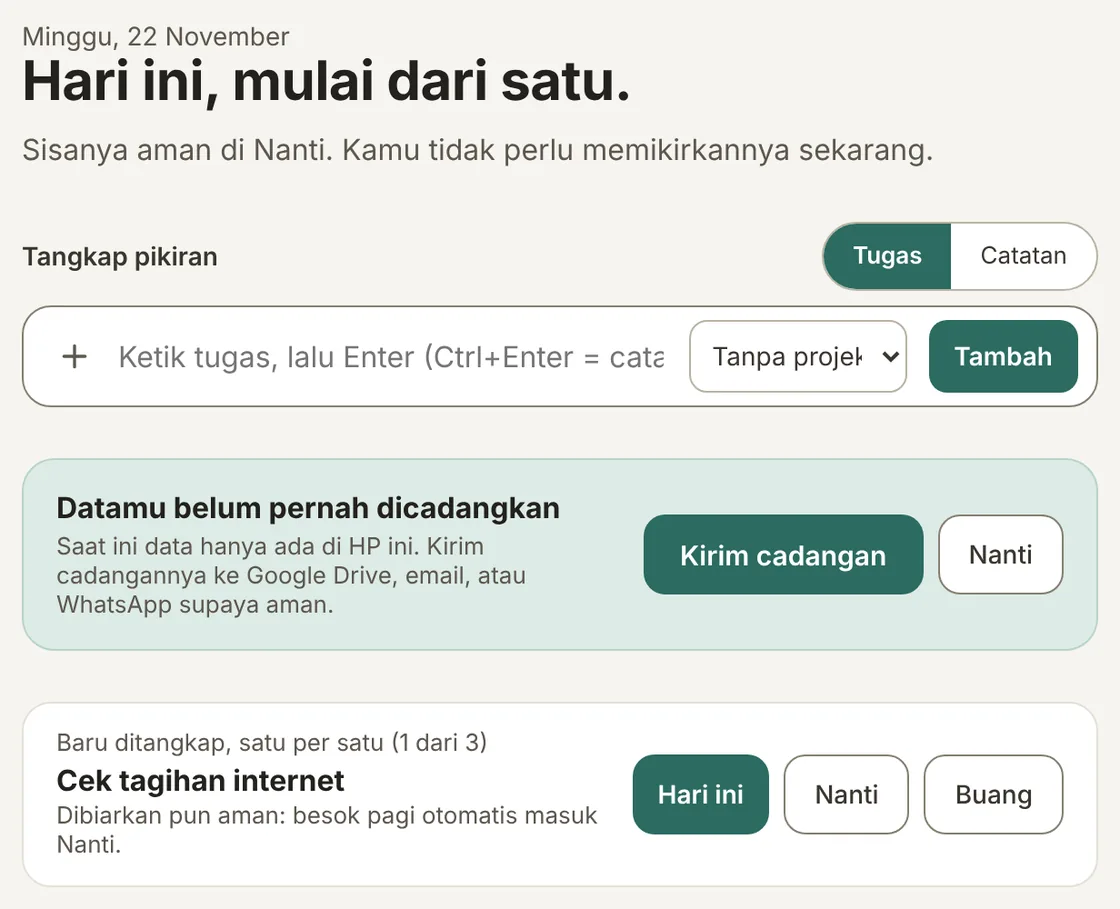 Minggu, 22 November
Hari ini, mulai dari satu.
Sisanya aman di Nanti. Kamu tidak perlu memikirkannya sekarang.
Tangkap pikiran
Tugas
Catatan
+
Ketik tugas, lalu Enter (Ctrl+Enter = cata
Tanpa projek
Tambah
Datamu belum pernah dicadangkan
Saat ini data hanya ada di HP ini. Kirim
cadangannya ke Google Drive, email, atau
WhatsApp supaya aman.
Kirim cadangan
Nanti
Baru ditangkap, satu per satu (1 dari 3)
Cek tagihan internet
Dibiarkan pun aman: besok pagi otomatis masuk
Nanti.
Hari ini
Nanti
Buang